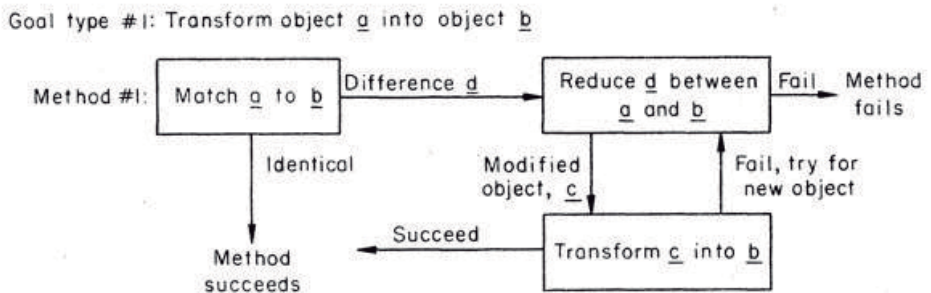 Goal type #1: Transform object a into object b
Method #1:
Match a to b
Difference d
Reduce d between
a and b
Fail
Method
fails
Identical
Modified
object, c
Fail, try for
new object
Succeed
Transform c into b
Method
succeeds